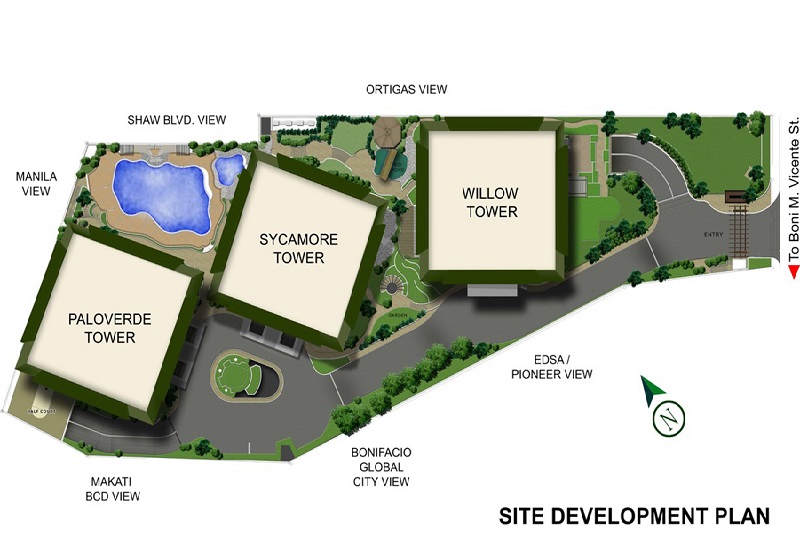 ORTIGAS VIEW
SHAW BLVD. VIEW
MANILA
VIEW
WILLOW
TOWER
SYCAMORE
TOWER
PALOVERDE
TOWER
ENTRY
To Boni M. Vicente St.
GARDEN
HALF COURT
EDSA /
PIONEER VIEW
BONIFACIO
GLOBAL
CITY VIEW
MAKATI
BCD VIEW
N
SITE DEVELOPMENT PLAN